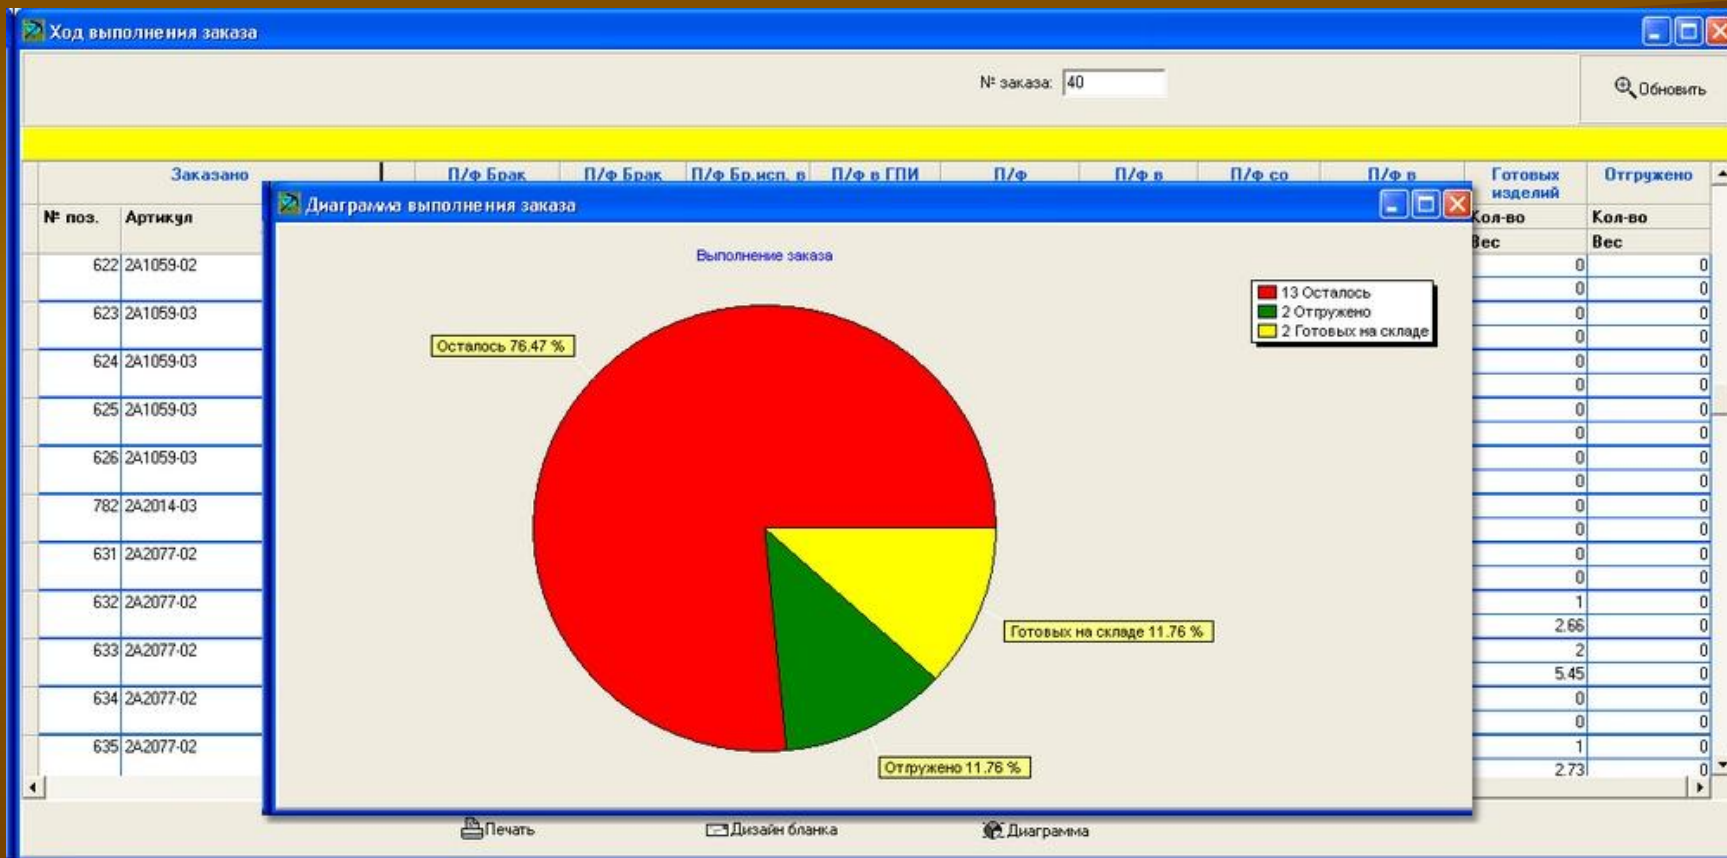 Ход выполнения заказа
№ заказа: 40
Обновить
Заказано П/ф Брак П/ф Брак П/ф Бр.исп. в П/ф в ГПИ П/ф П/ф в П/ф со П/ф в Готовых изделий Отгружено
№ поз. Артикул Кол-во Кол-во
Вес Вес
Диаграмма выполнения заказа
Выполнение заказа
13 Осталось
2 Отгружено
2 Готовых на складе
Осталось 76.47 %
Готовых на складе 11.76 %
Отгружено 11.76 %
622 2А1059-02 0 0
0 0
623 2А1059-03 0 0
0 0
624 2А1059-03 0 0
0 0
625 2А1059-03 0 0
0 0
626 2А1059-03 0 0
0 0
782 2А2014-03 0 0
0 0
631 2А2077-02 0 0
0 0
632 2А2077-02 1 0
2.66 0
633 2А2077-02 2 0
5.45 0
634 2А2077-02 0 0
0 0
635 2А2077-02 1 0
2.73 0
Печать Дизайн бланка Диаграмма